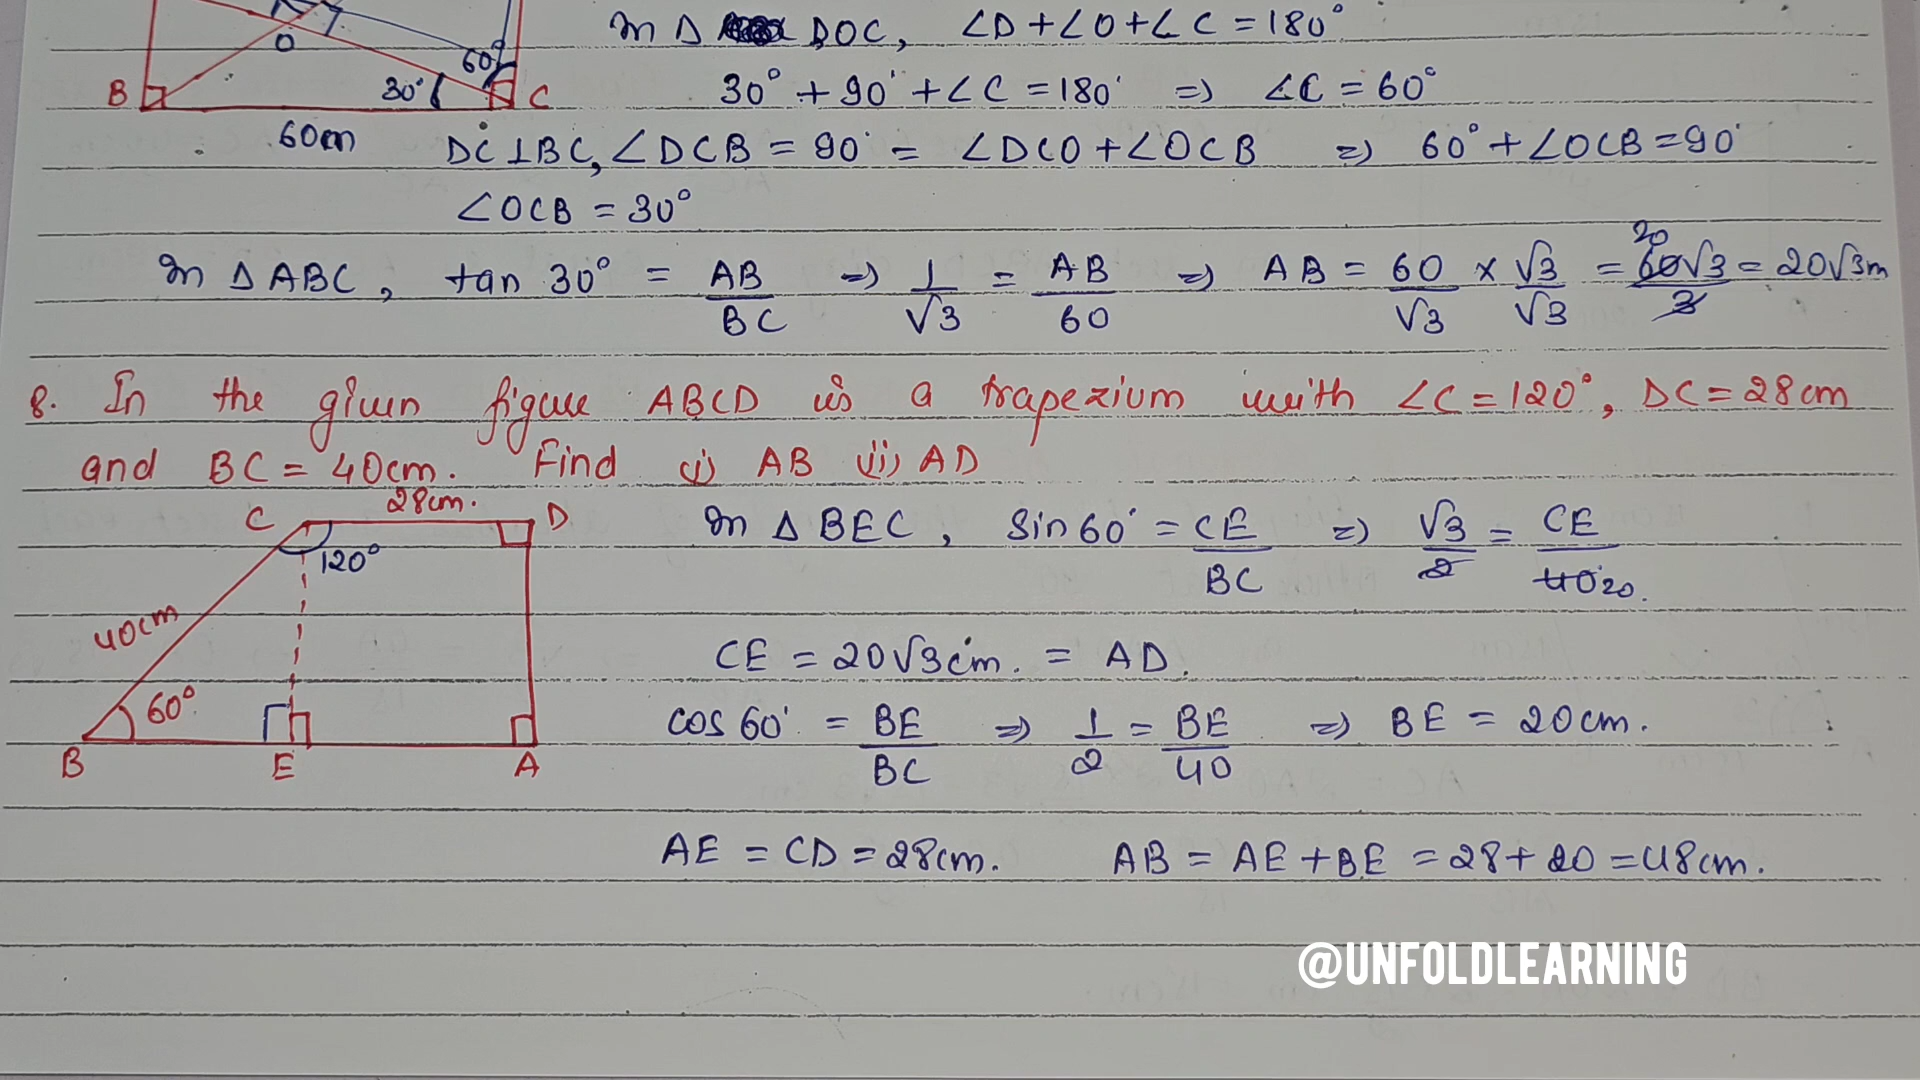 O
60°
B
30°
C
60m
In Δ DOC, ∠D+∠O+∠C=180°
30°+90°+∠C=180° ⇒ ∠C=60°
DC⊥BC, ∠DCB=90°= ∠DCO+∠OCB ⇒ 60°+∠OCB=90°
∠OCB=30°
In ΔABC, tan 30° = AB/BC ⇒ 1/√3 = AB/60 ⇒ AB = 60/√3 × √3/√3 = 20 60√3/3 = 20√3m
8. In the given figure ABCD is a trapezium with ∠C=120°, DC=28cm
and BC=40cm. Find (i) AB (ii) AD
C 28cm. D
120°
40cm
60°
B E A
In Δ BEC, Sin60° = CE/BC ⇒ √3/2 = CE/40 20.
CE = 20√3cm. = AD.
cos 60° = BE/BC ⇒ 1/2 = BE/40 ⇒ BE = 20cm.
AE = CD = 28cm. AB = AE+BE = 28+20 = 48cm.
@UNFOLDLEARNING